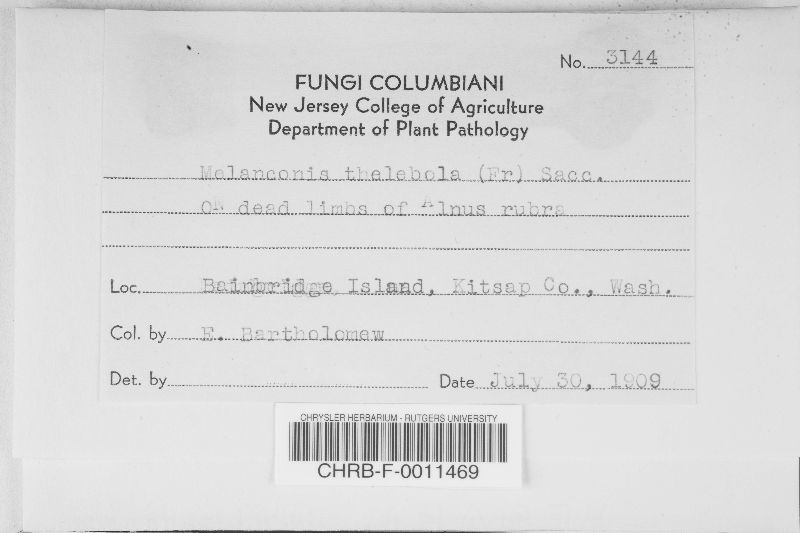 No. 3144
FUNGI COLUMBIANI
New Jersey College of Agriculture
Department of Plant Pathology
Melanconis thelebola (Fr) Sacc.
On dead limbs of Alnus rubra
Loc. Bainbridge Island, Kitsap Co., Wash.
Col. by E. Bartholomew
Det. by
Date July 30, 1909
CHRYSLER HERBARIUM - RUTGERS UNIVERSITY
CHRB-F-0011469